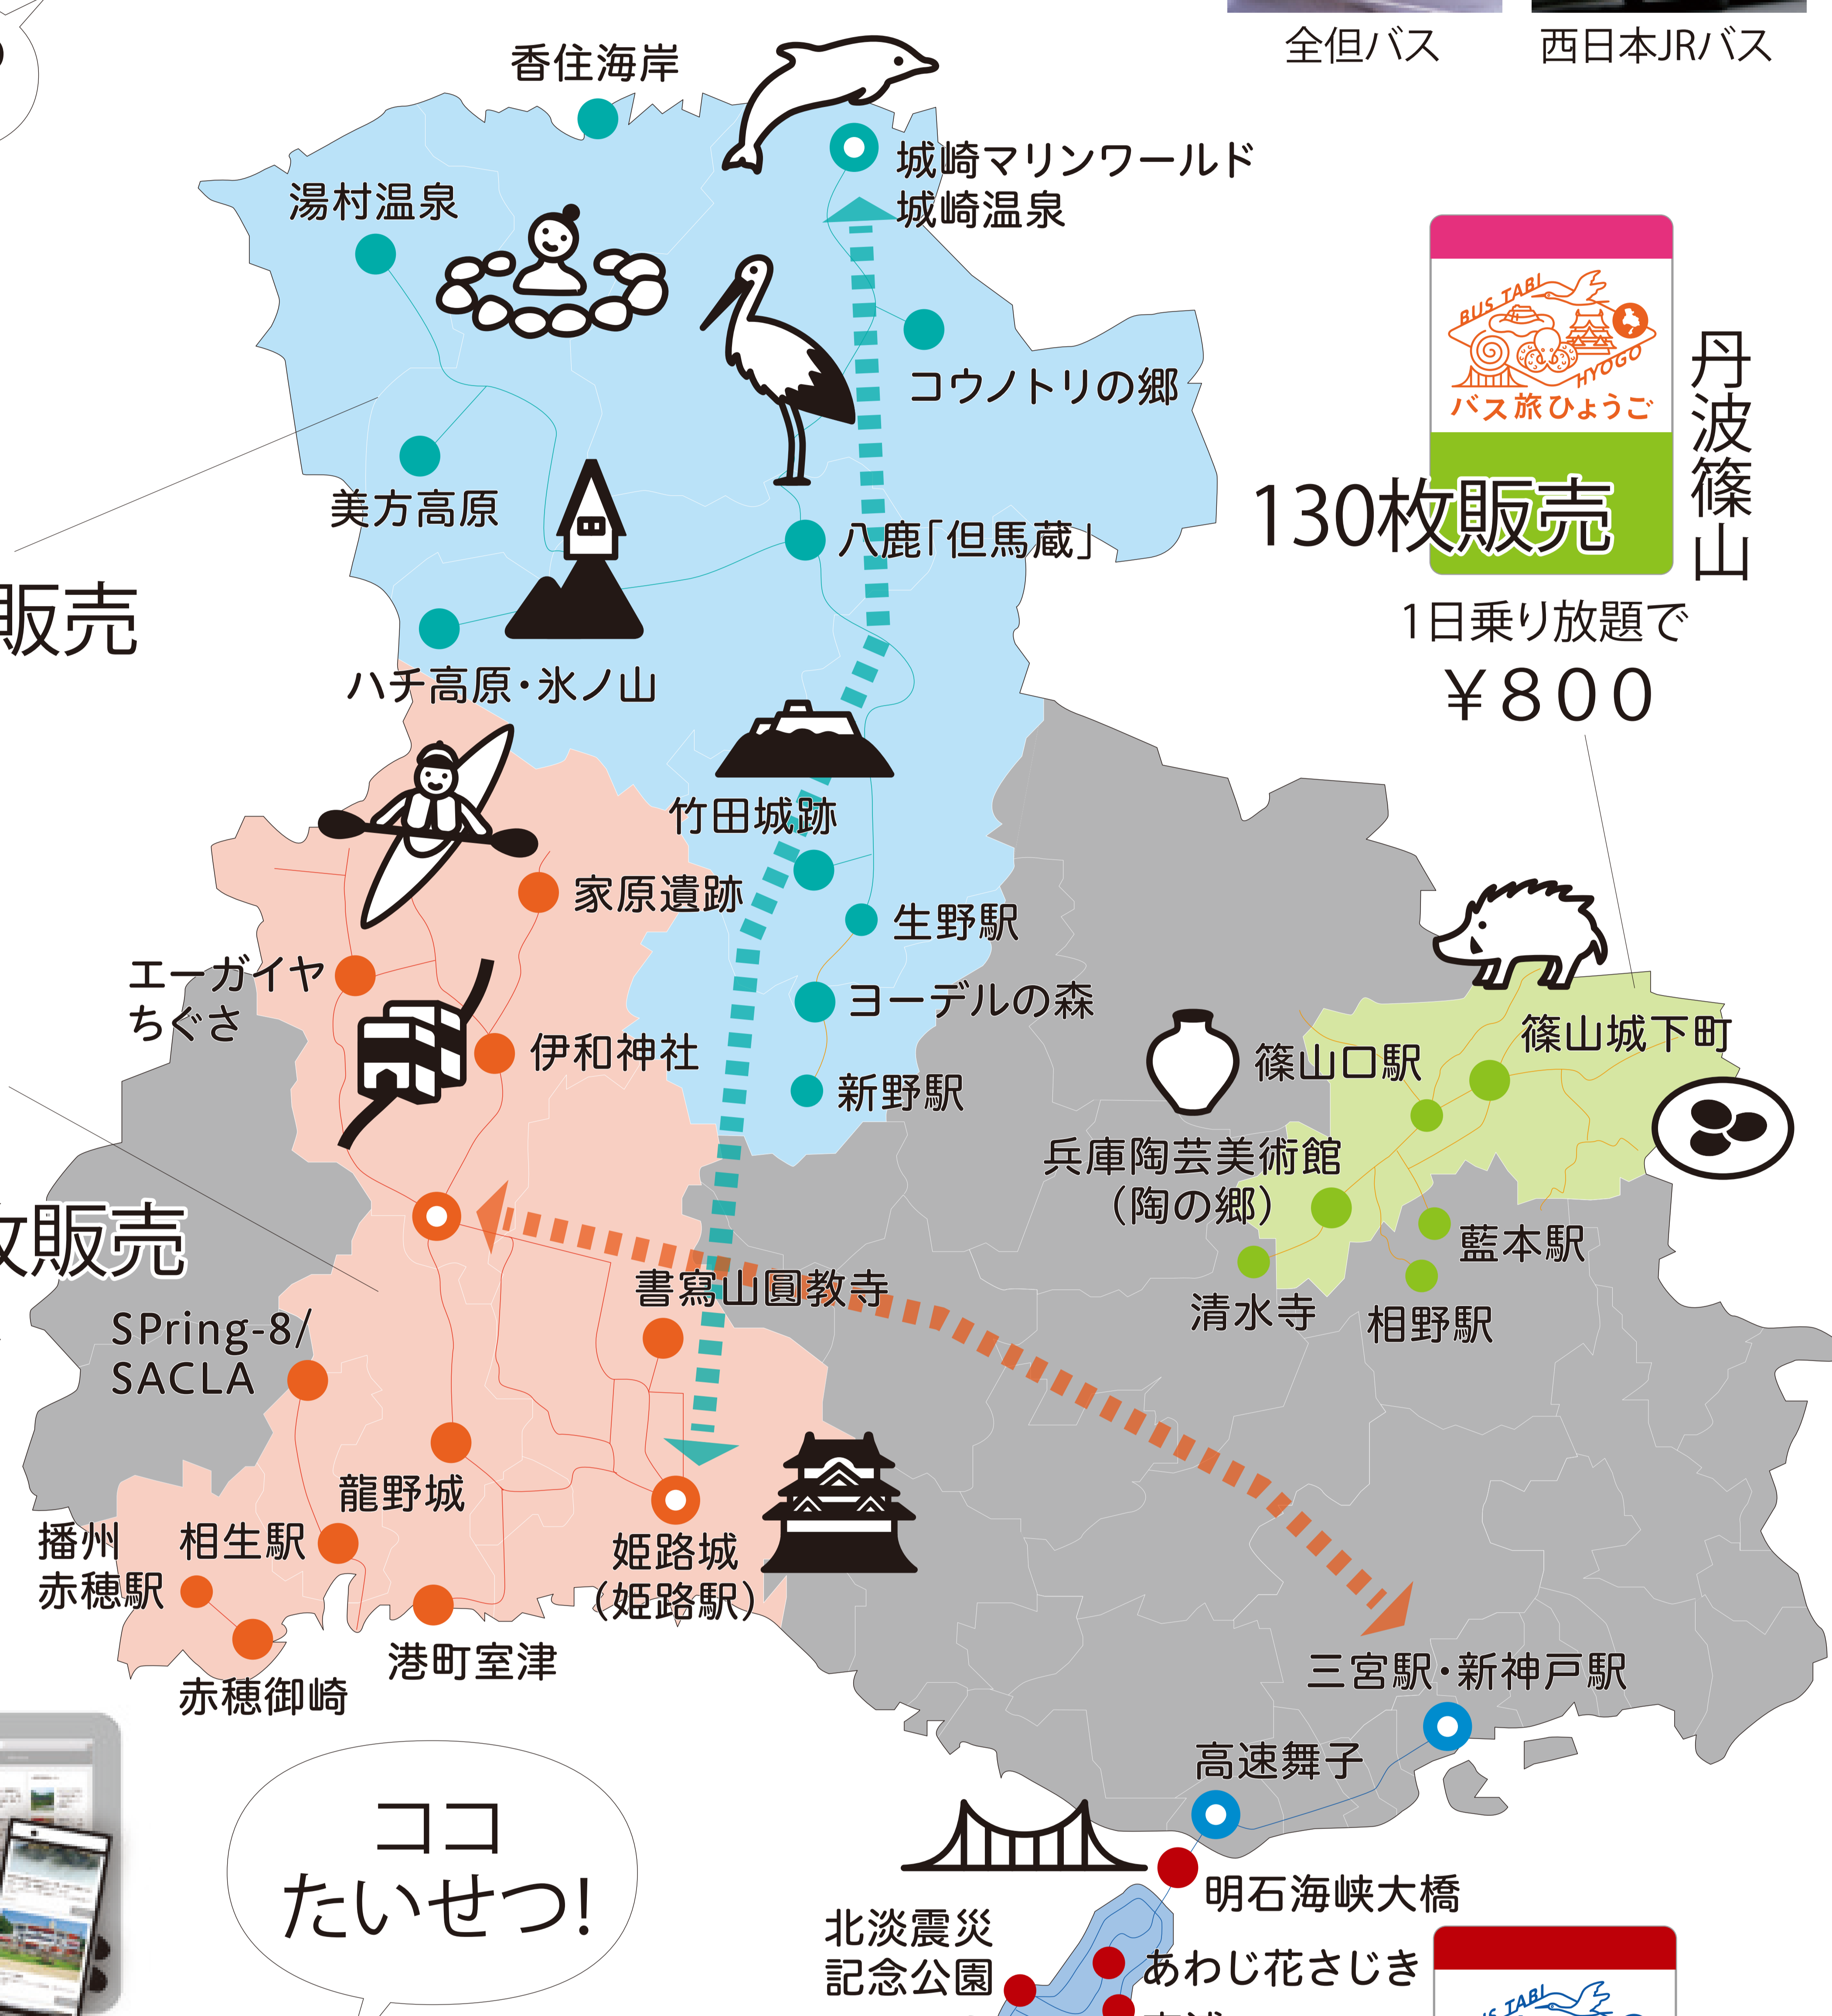 全但バス
西日本JRバス
香住海岸
城崎マリンワールド
城崎温泉
湯村温泉
BUS TABI
HYOGO
バス旅ひょうご
丹波篠山
コウノトリの郷
美方高原
130枚販売
八鹿「但馬蔵」
1日乗り放題で
¥800
販売
ハチ高原・氷ノ山
竹田城跡
家原遺跡
生野駅
エーガイヤ
ちぐさ
ヨーデルの森
伊和神社
篠山城下町
篠山口駅
新野駅
兵庫陶芸美術館
（陶の郷）
枚販売
藍本駅
書寫山圓教寺
清水寺
相野駅
SPring-8/
SACLA
龍野城
播州
赤穂駅
相生駅
姫路城
（姫路駅）
港町室津
赤穂御崎
三宮駅・新神戸駅
高速舞子
ココ
たいせつ!
明石海峡大橋
北淡震災
記念公園
あわじ花さじき
BUS TABI